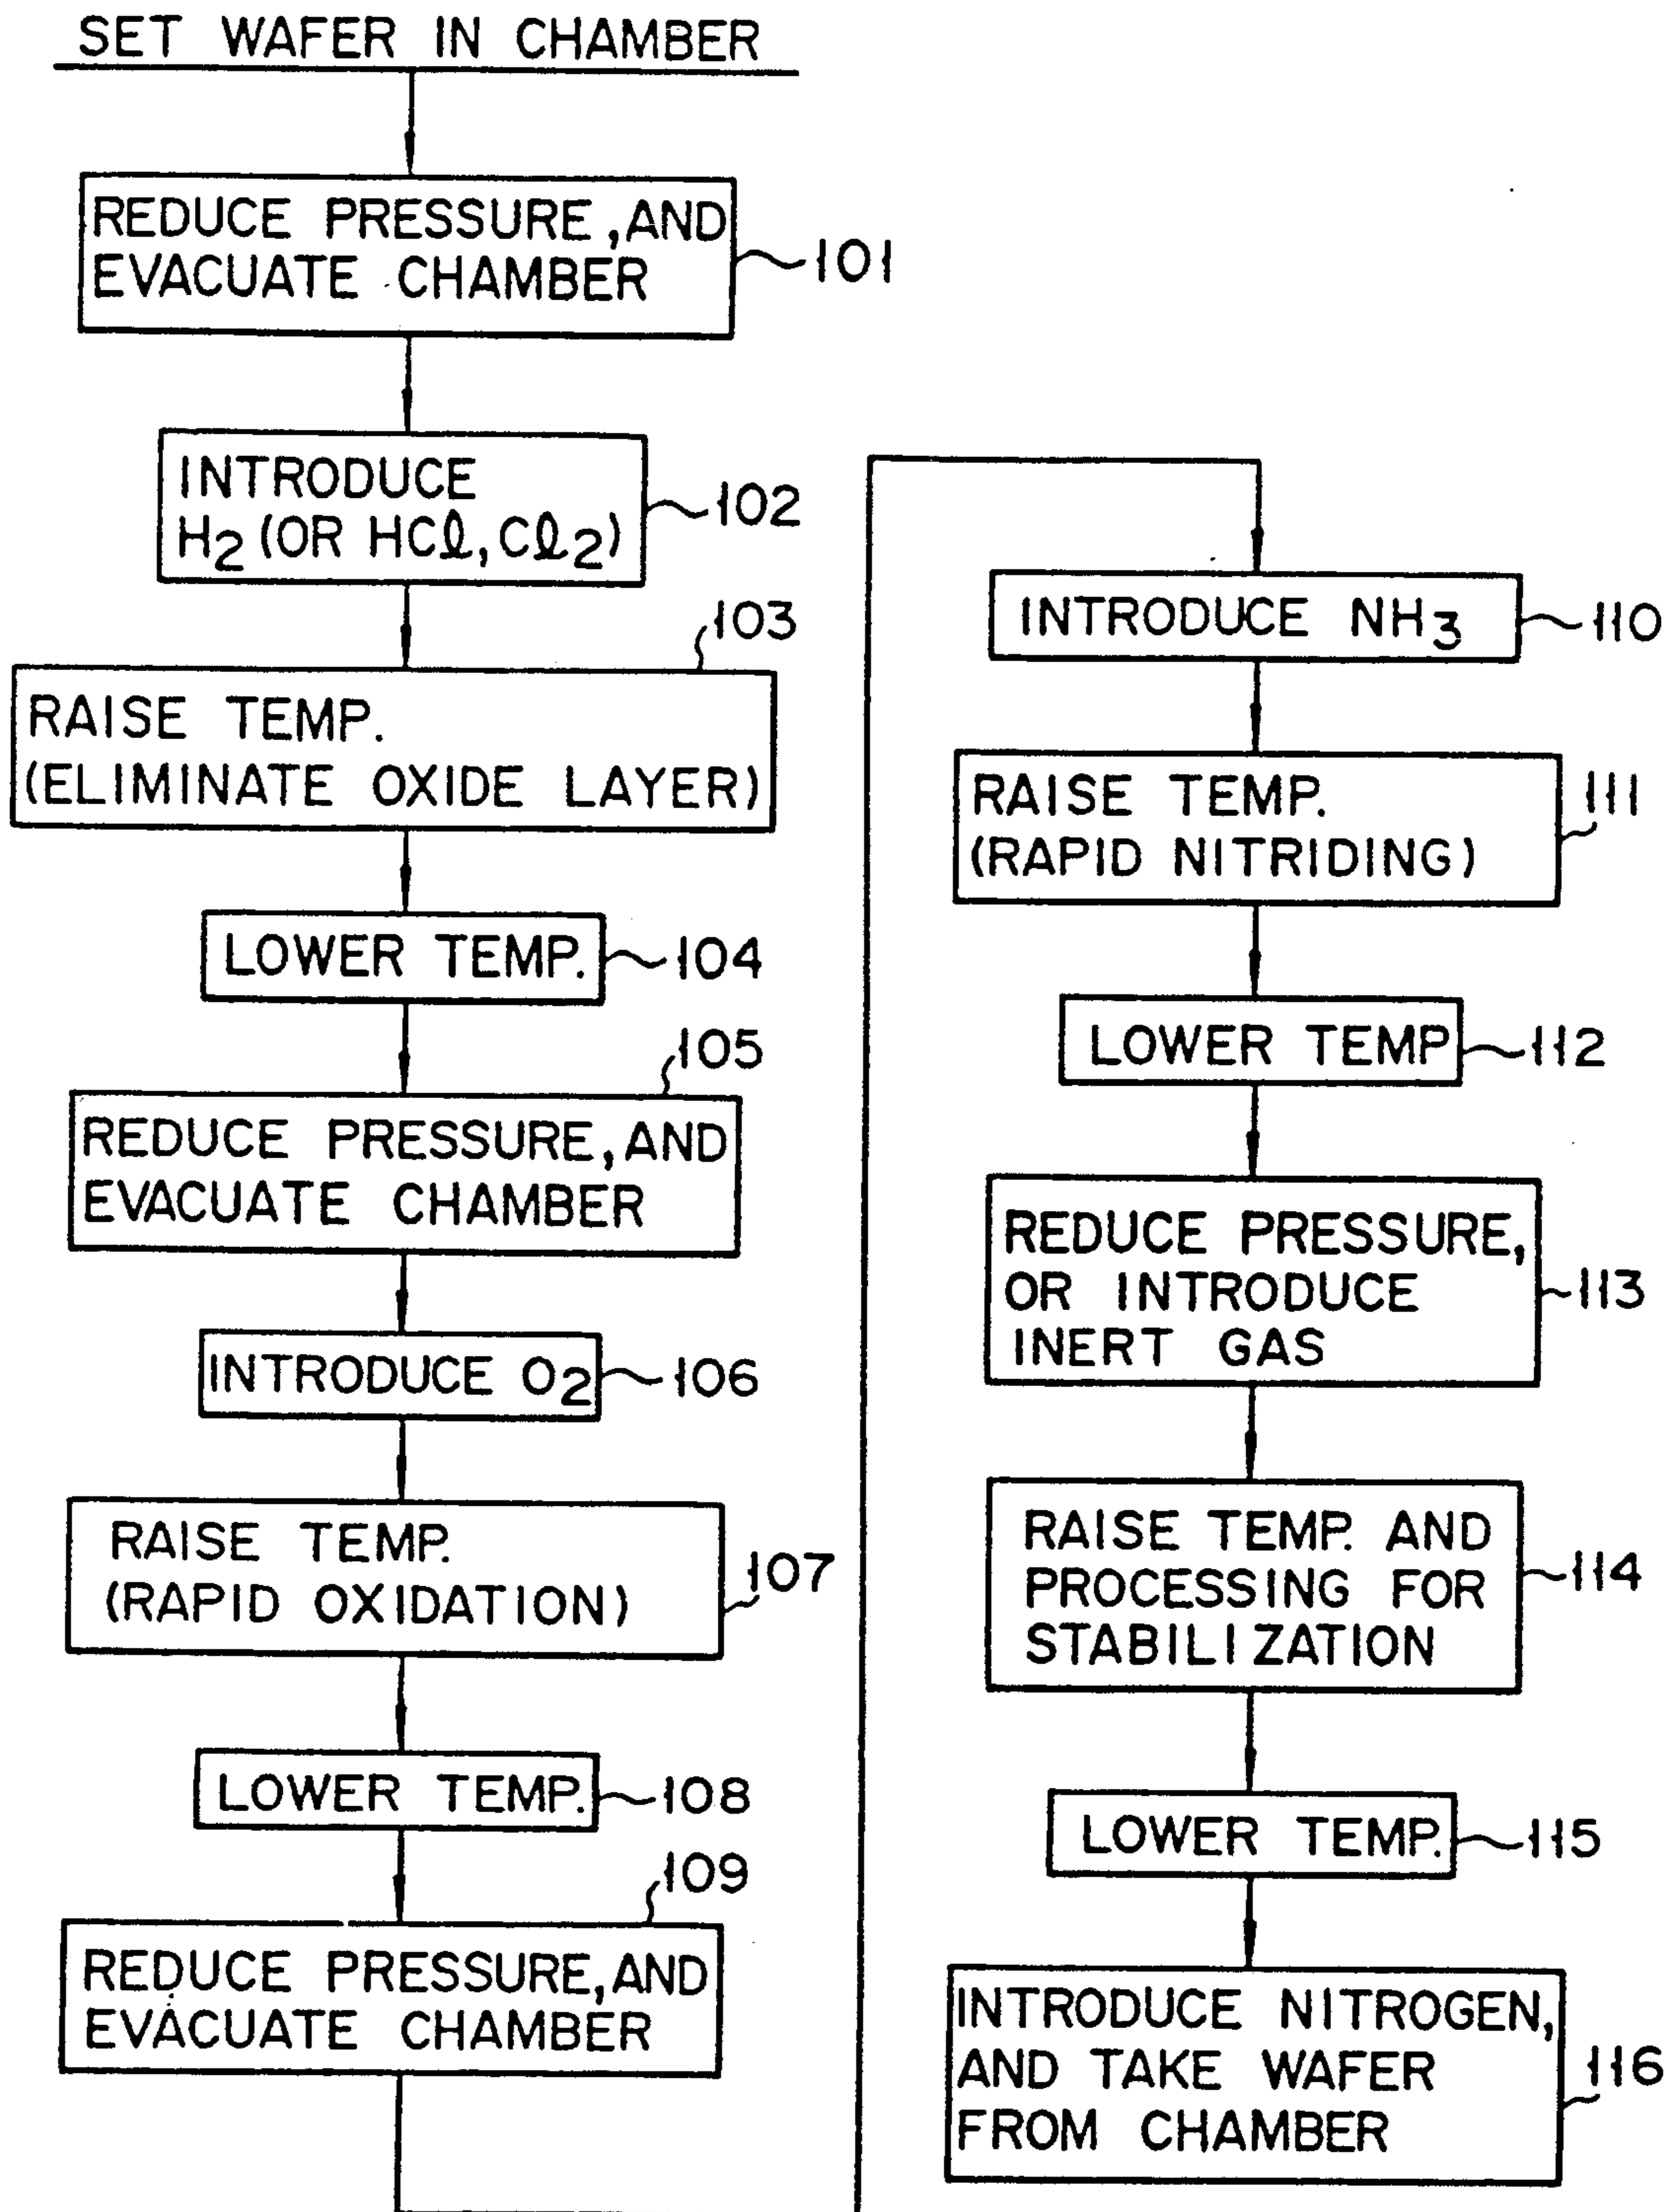 SET WAFER IN CHAMBER
REDUCE PRESSURE, AND
EVACUATE CHAMBER
101
INTRODUCE
H2 (OR HCl, Cl2)
102
103
RAISE TEMP.
(ELIMINATE OXIDE LAYER)
LOWER TEMP.
104
105
REDUCE PRESSURE, AND
EVACUATE CHAMBER
INTRODUCE O2
106
RAISE TEMP.
(RAPID OXIDATION)
107
LOWER TEMP.
108
109
REDUCE PRESSURE, AND
EVACUATE CHAMBER
INTRODUCE NH3
110
RAISE TEMP.
(RAPID NITRIDING)
111
LOWER TEMP
112
REDUCE PRESSURE,
OR INTRODUCE
INERT GAS
113
RAISE TEMP. AND
PROCESSING FOR
STABILIZATION
114
LOWER TEMP.
115
INTRODUCE NITROGEN,
AND TAKE WAFER
FROM CHAMBER
116